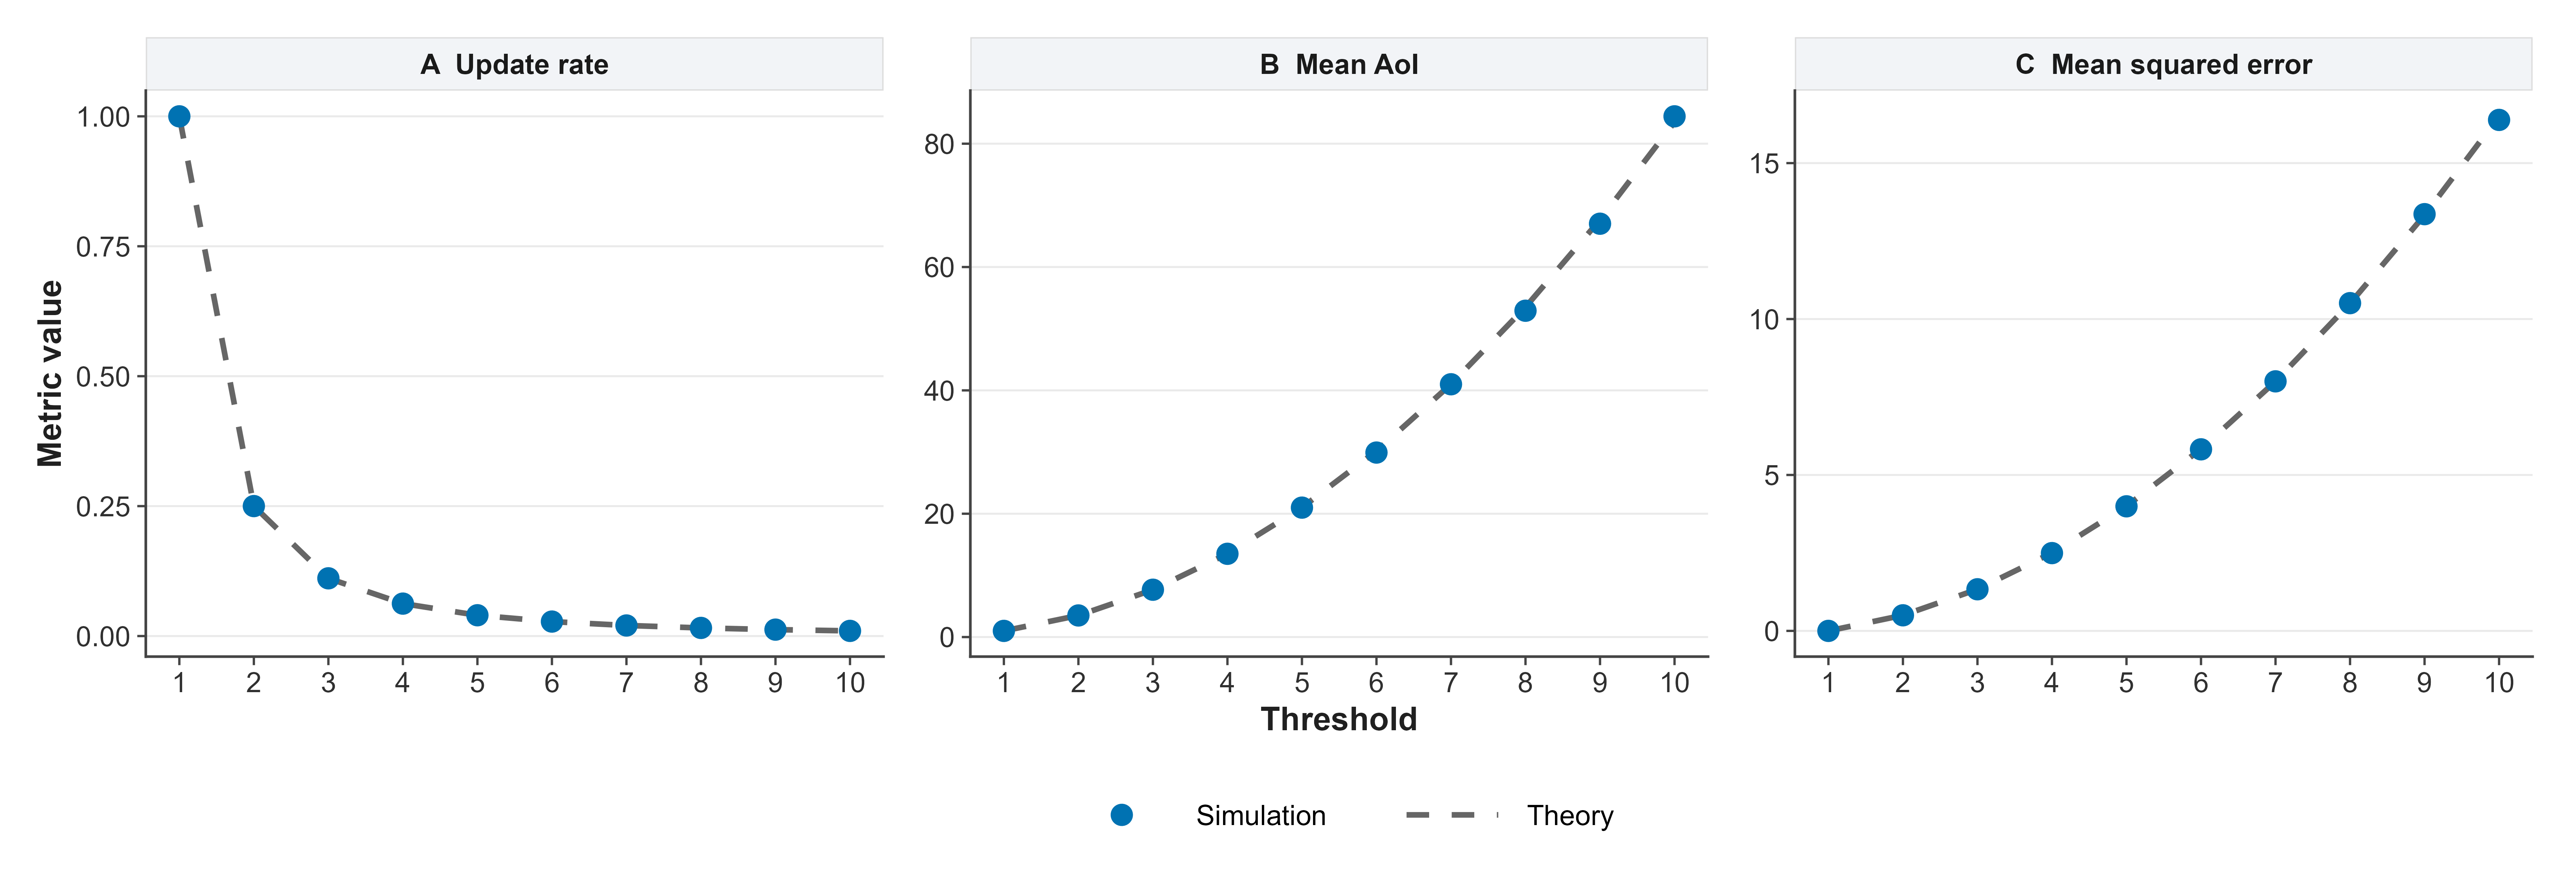 A  Update rate
B  Mean AoI
C  Mean squared error
Metric value
1.00
0.75
0.50
0.25
0.00
1 2 3 4 5 6 7 8 9 10
80
60
40
20
0
1 2 3 4 5 6 7 8 9 10
15
10
5
0
1 2 3 4 5 6 7 8 9 10
Threshold
Simulation
Theory